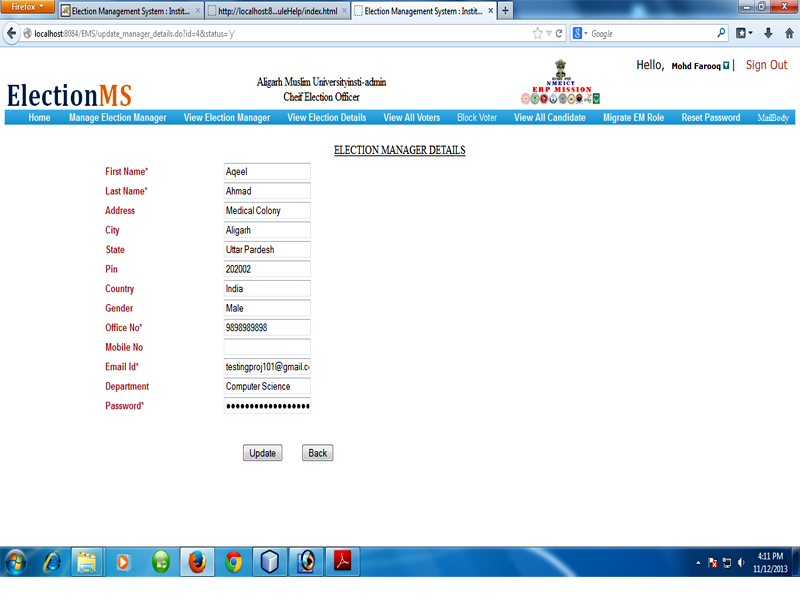 Firefox
Election Management System : Instit...
http://localhost:8...uleHelp/index.html
Election Management System : Instit...
localhost:8084/EMS/update_manager_details.do?id=4&status='y'
Google
Hello, Mohd Farooq | Sign Out
ElectionMS
Aligarh Muslim Universityinsti-admin
Cheif Election Officer
NMEICT
ERP MISSION
Home Manage Election Manager View Election Manager View Election Details View All Voters Block Voter View All Candidate Migrate EM Role Reset Password MailBody
ELECTION MANAGER DETAILS
First Name* Aqeel
Last Name* Ahmad
Address Medical Colony
City Aligarh
State Uttar Pardesh
Pin 202002
Country India
Gender Male
Office No* 9898989898
Mobile No
Email Id* testingproj101@gmail.c
Department Computer Science
Password* ••••••••••••••••••
Update Back
4:11 PM
11/12/2013